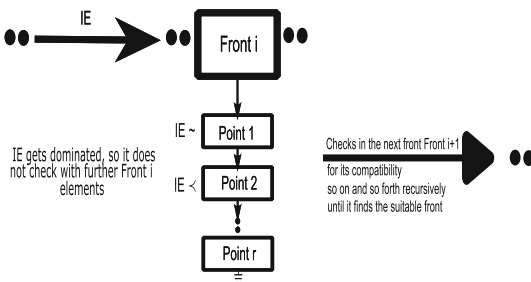 IE
Front i
IE ~ Point 1
IE gets dominated, so it does
not check with further Front i
elements
IE ≺ Point 2
Point r
Checks in the next front Front i+1
for its compatibility
so on and so forth recursively
until it finds the suitable front